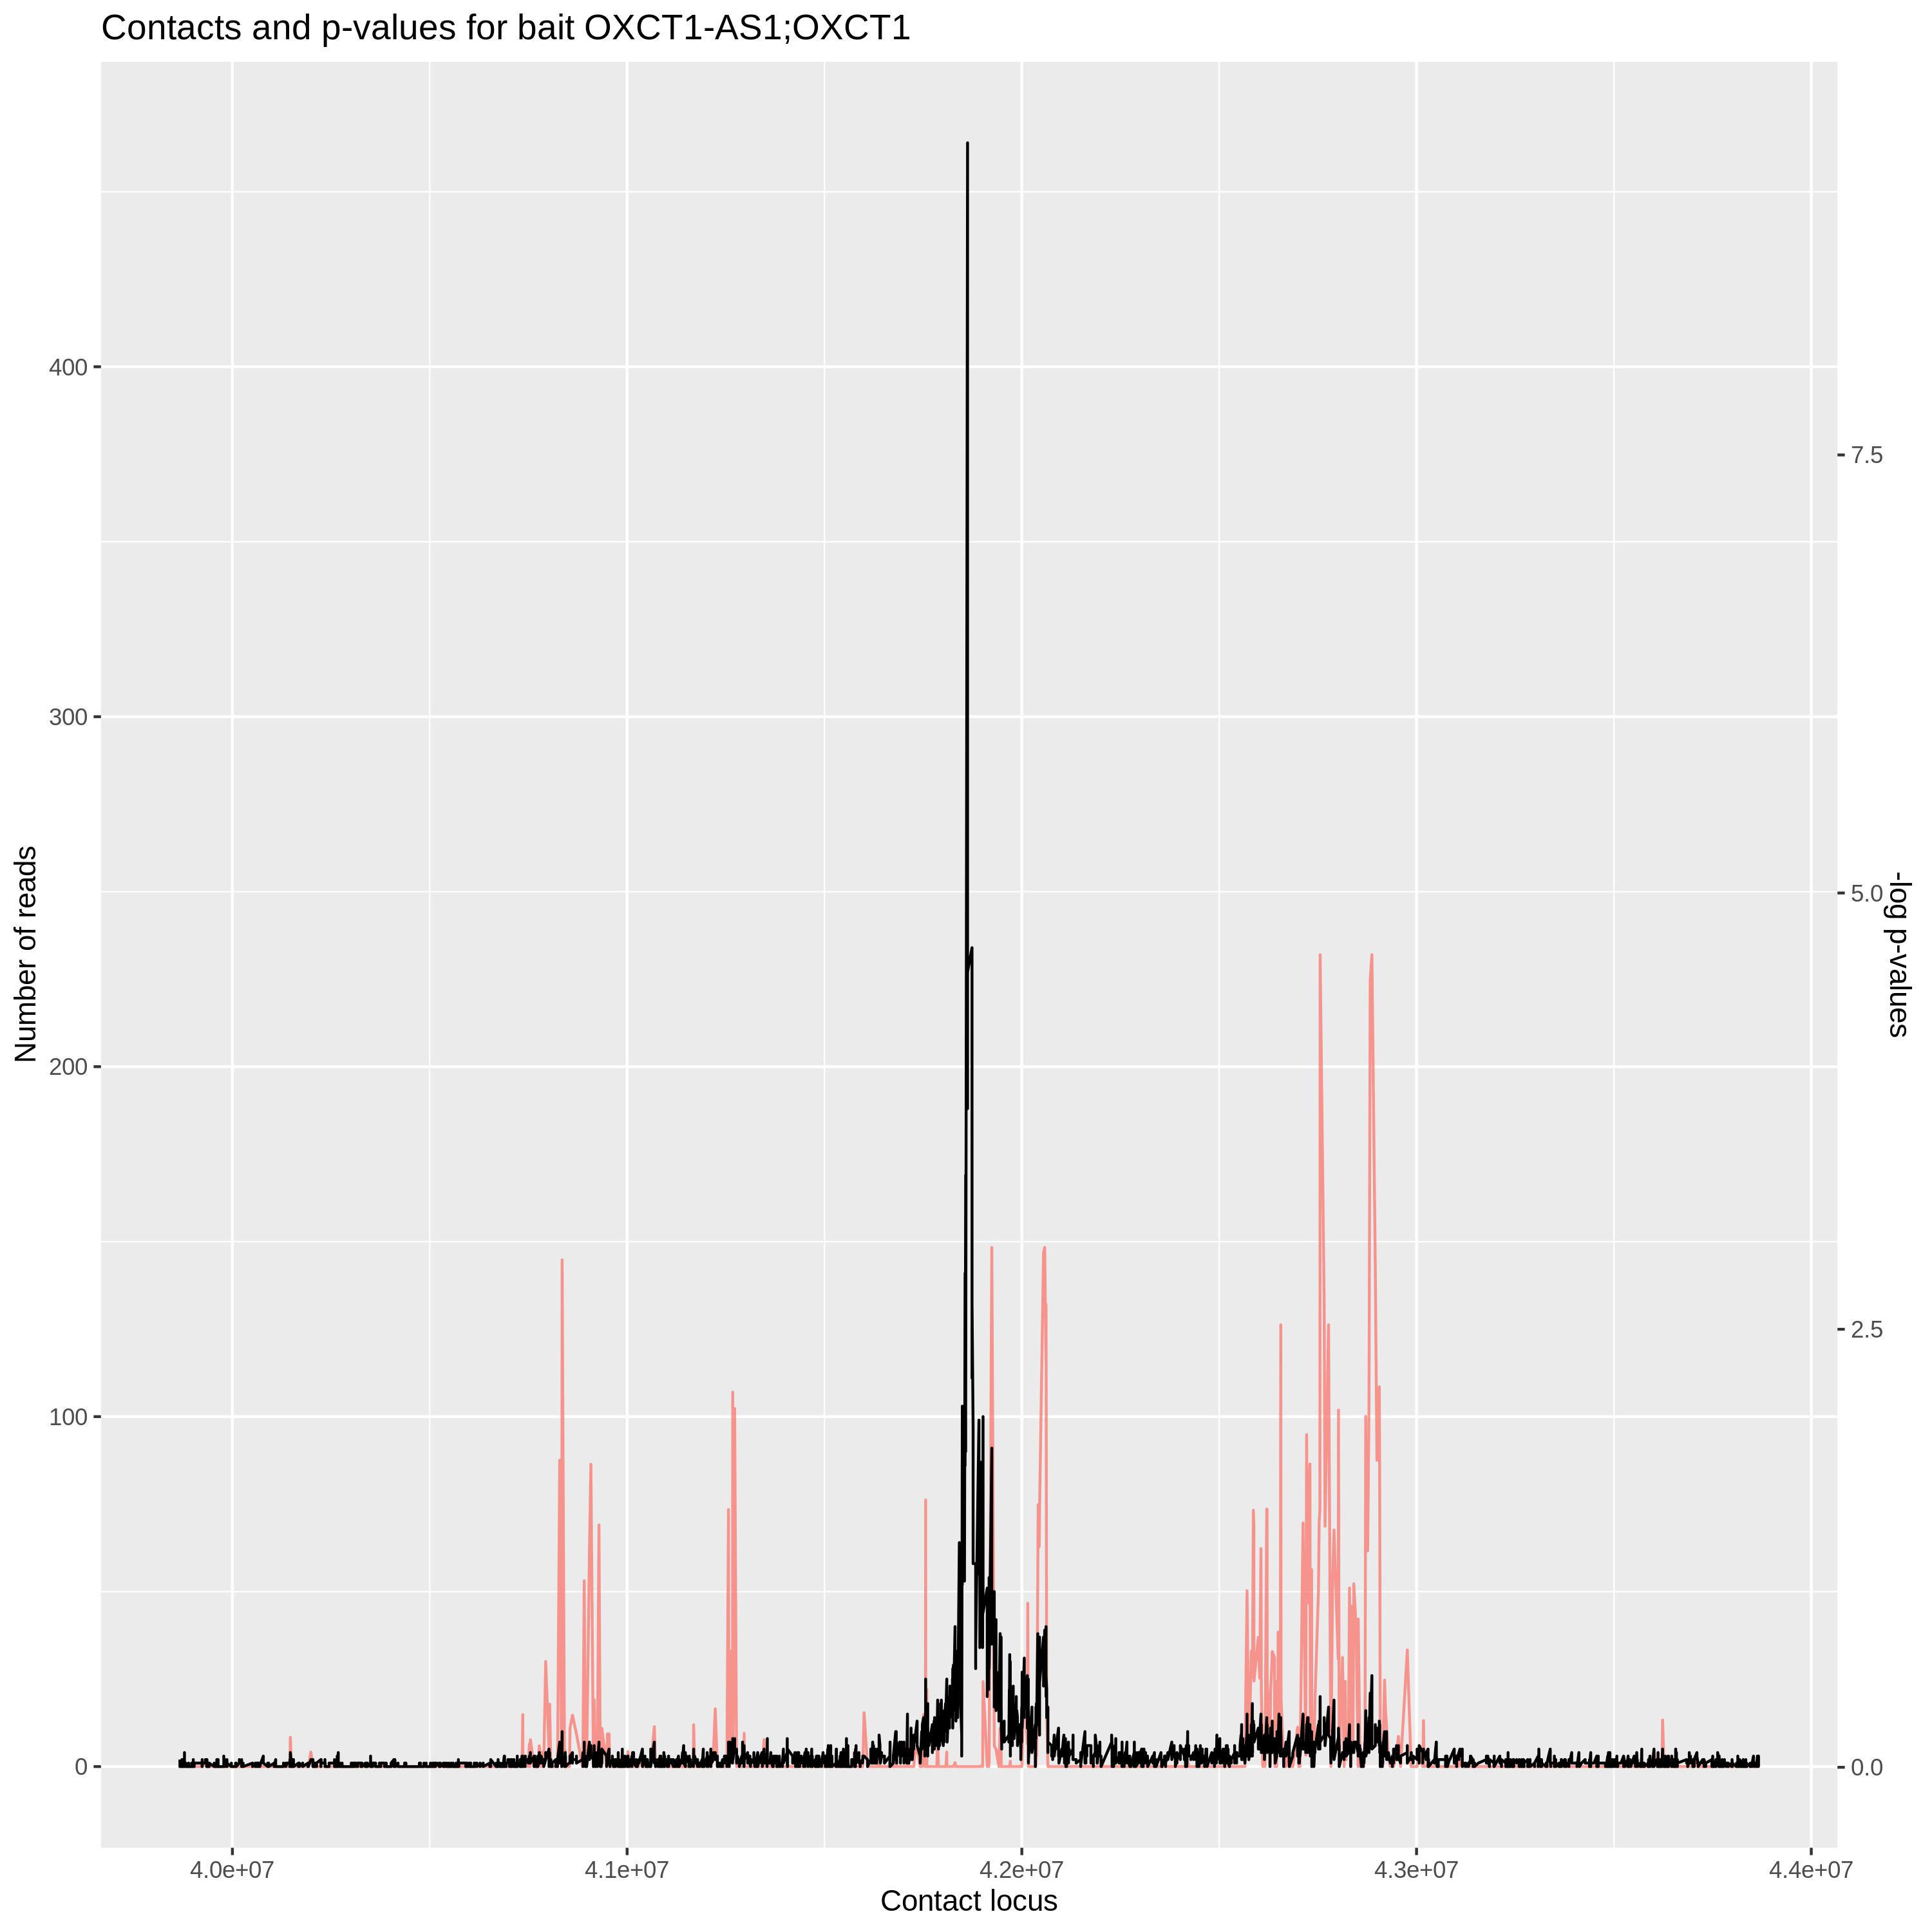 Contacts and p-values for bait OXCT1-AS1;OXCT1
Number of reads
400
300
200
100
0
7.5
5.0
2.5
0.0
-log p-values
4.0e+07 4.1e+07 4.2e+07 4.3e+07 4.4e+07
Contact locus